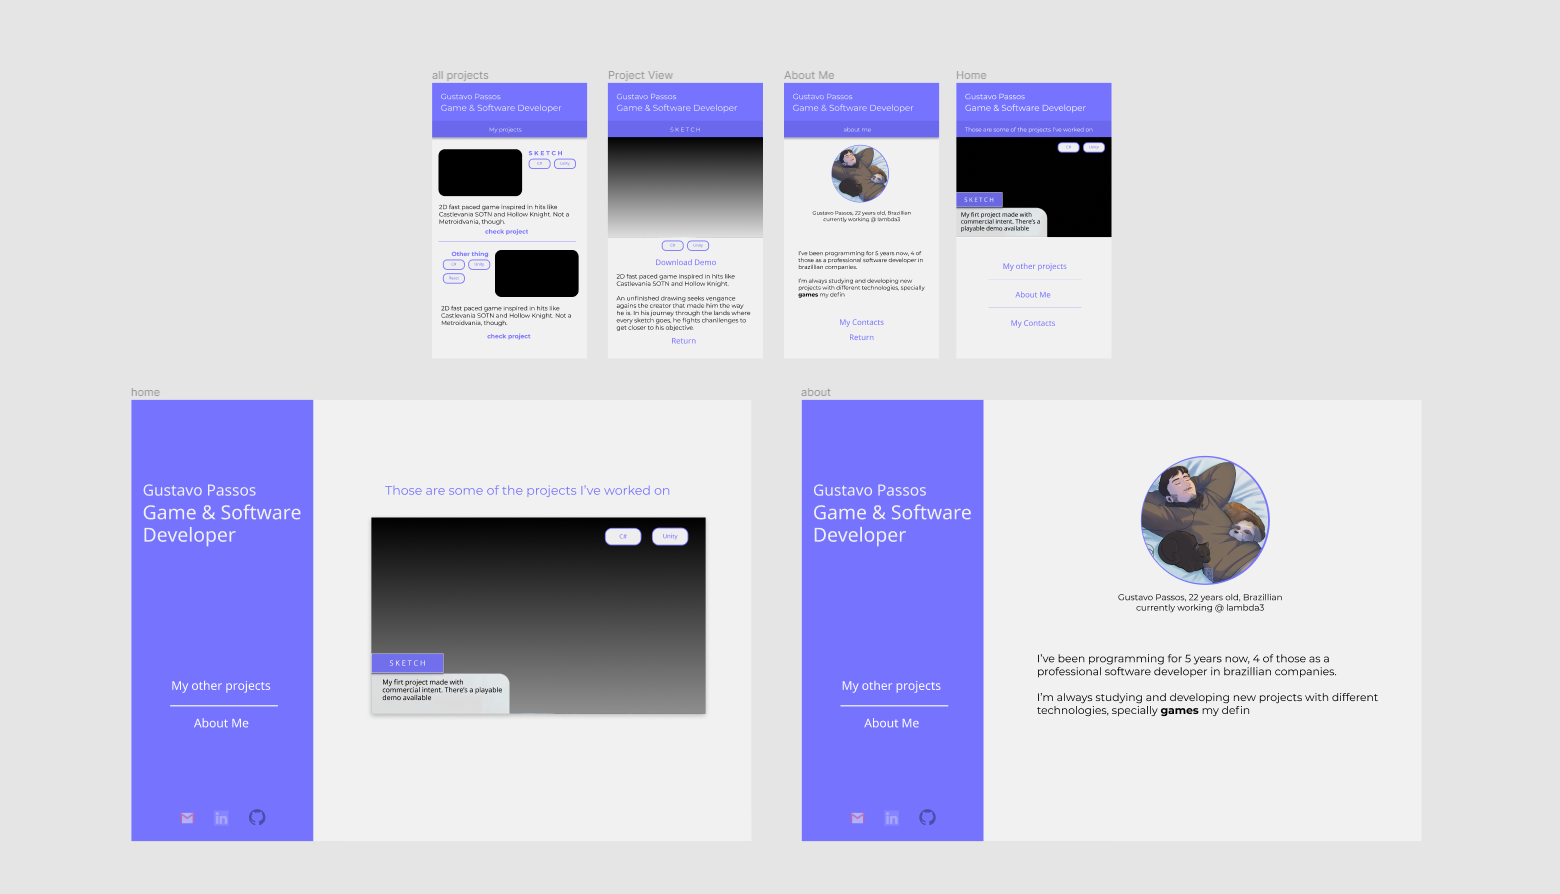 all projects
Gustavo Passos
Game & Software Developer
My projects
SKETCH
C#
Unity
2D fast paced game inspired in hits like
Castlevania SOTN and Hollow Knight. Not a
Metroidvania, though.
check project
Other thing
C#
Unity
React
2D fast paced game inspired in hits like
Castlevania SOTN and Hollow Knight. Not a
Metroidvania, though.
check project
Project View
Gustavo Passos
Game & Software Developer
SKETCH
C#
Unity
Download Demo
2D fast paced game inspired in hits like
Castlevania SOTN and Hollow Knight.
An unfinished drawing seeks vengance
agains the creator that made him the way
he is. In his journey through the lands where
every sketch goes, he fights chanllenges to
get closer to his objective.
Return
About Me
Gustavo Passos
Game & Software Developer
about me
Gustavo Passos, 22 years old, Brazillian
currently working @ lambda3
I've been programming for 5 years now, 4 of
those as a professional software developer in
brazillian companies.
I'm always studying and developing new
projects with different technologies, specially
games my defin
My Contacts
Return
Home
Gustavo Passos
Game & Software Developer
Those are some of the projects I've worked on
C#
Unity
SKETCH
My firt project made with
commercial intent. There's a
playable demo available
My other projects
About Me
My Contacts
home
Gustavo Passos
Game & Software
Developer
My other projects
About Me
Those are some of the projects I've worked on
C#
Unity
SKETCH
My firt project made with
commercial intent. There's a playable
demo available
about
Gustavo Passos
Game & Software
Developer
My other projects
About Me
Gustavo Passos, 22 years old, Brazillian
currently working @ lambda3
I've been programming for 5 years now, 4 of those as a
professional software developer in brazillian companies.
I'm always studying and developing new projects with different
technologies, specially games my defin